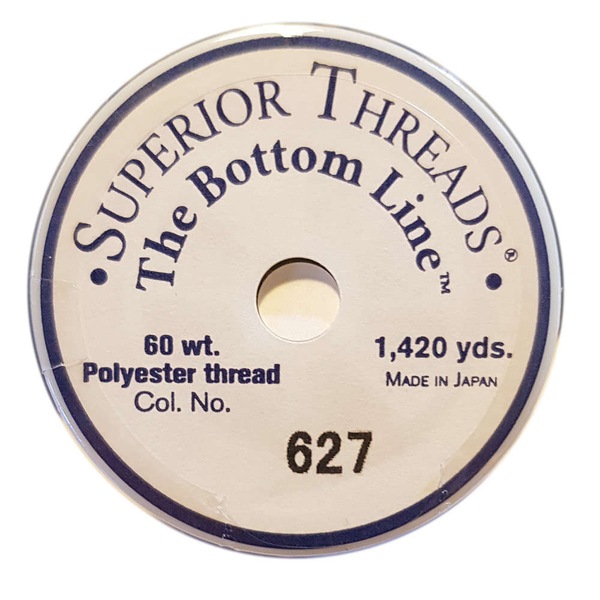 • SUPERIOR THREADS® •
The Bottom Line™
60 wt.
Polyester thread
Col. No.
1,420 yds.
MADE IN JAPAN
627